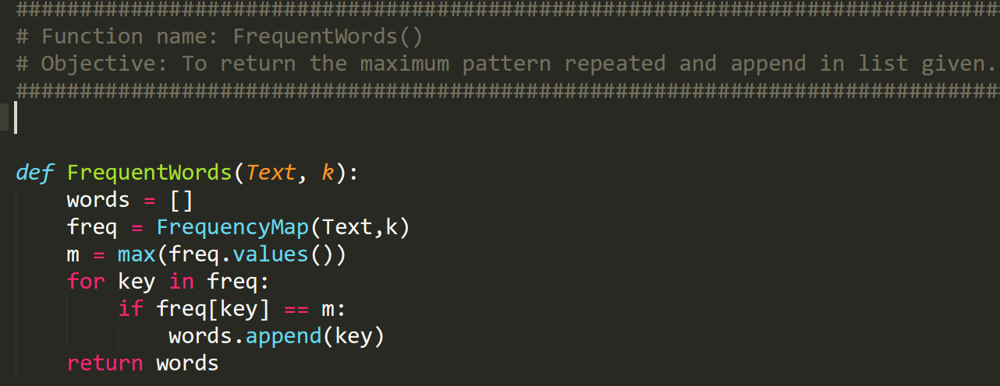 ################################################################################
# Function name: FrequentWords()
# Objective: To return the maximum pattern repeated and append in list given.
################################################################################
def FrequentWords(Text, k):
    words = []
    freq = FrequencyMap(Text,k)
    m = max(freq.values())
    for key in freq:
        if freq[key] == m:
            words.append(key)
    return words